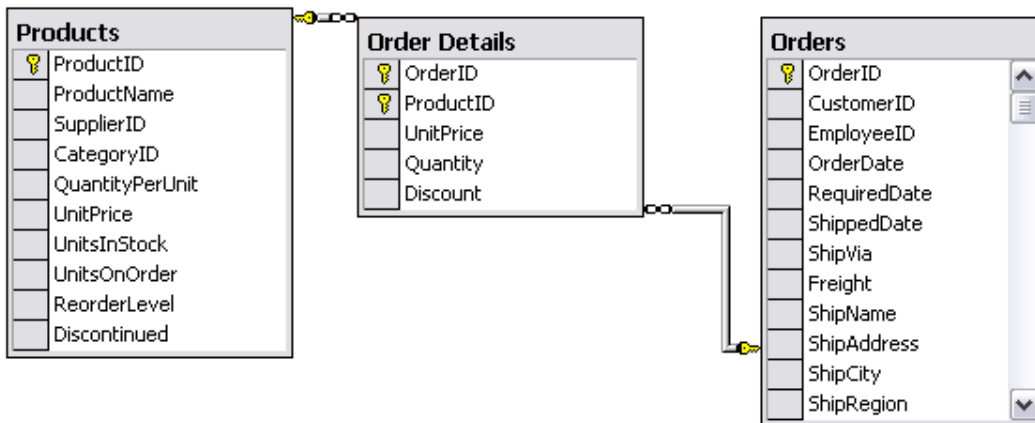 Products
ProductID
ProductName
SupplierID
CategoryID
QuantityPerUnit
UnitPrice
UnitsInStock
UnitsOnOrder
ReorderLevel
Discontinued
Order Details
OrderID
ProductID
UnitPrice
Quantity
Discount
Orders
OrderID
CustomerID
EmployeeID
OrderDate
RequiredDate
ShippedDate
ShipVia
Freight
ShipName
ShipAddress
ShipCity
ShipRegion